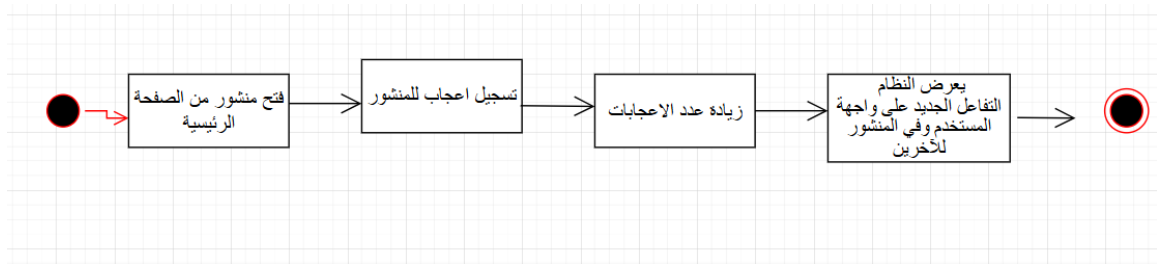 فتح منشور من الصفحة
الرئيسية
تسجيل اعجاب للمنشور
زيادة عدد الاعجابات
يعرض النظام
التفاعل الجديد على واجهة
المستخدم وفي المنشور
للأخرين